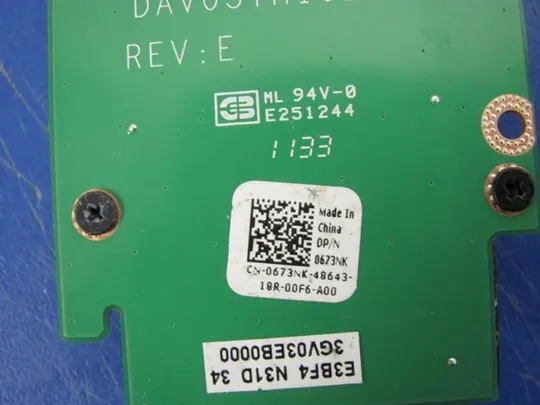 REV:E
ML 94V-0
E251244
1133
Made In
China
DP/N
0673NK
CN-0673NK-48643-
18R-00F6-A00
E3BF4 N31D 34
3GV03EB0000